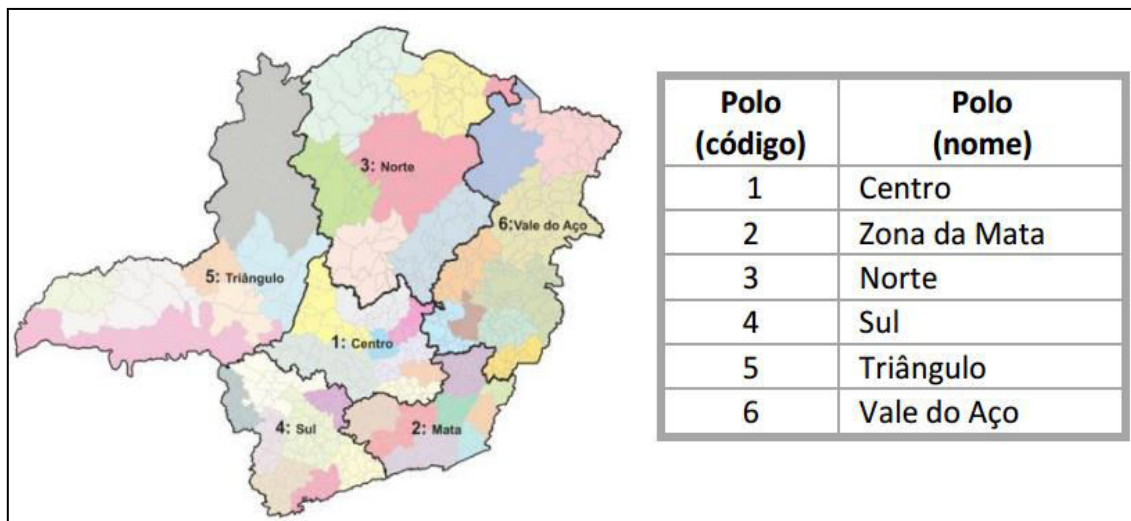 3: Norte
6:Vale do Aço
5: Triângulo
1: Centro
4: Sul
2: Mata
Polo (código) Polo (nome)
1 Centro
2 Zona da Mata
3 Norte
4 Sul
5 Triângulo
6 Vale do Aço